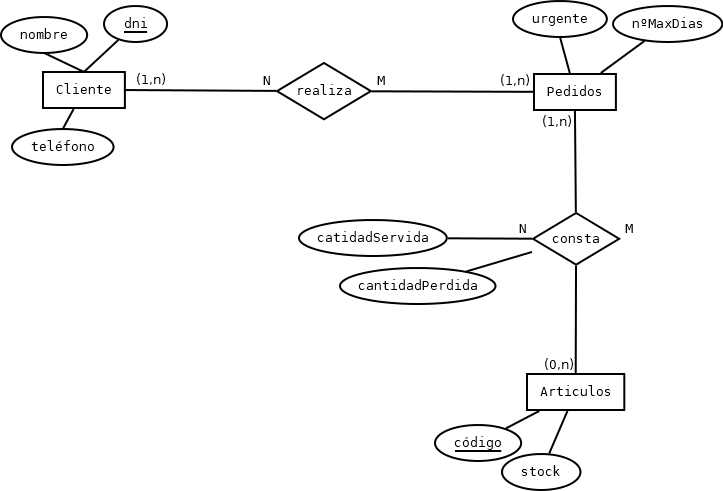 nombre
dni
urgente
nºMaxDias
Cliente
(1,n)
N
realiza
M
(1,n)
Pedidos
teléfono
(1,n)
catidadServida
N
consta
M
cantidadPerdida
(0,n)
Articulos
código
stock